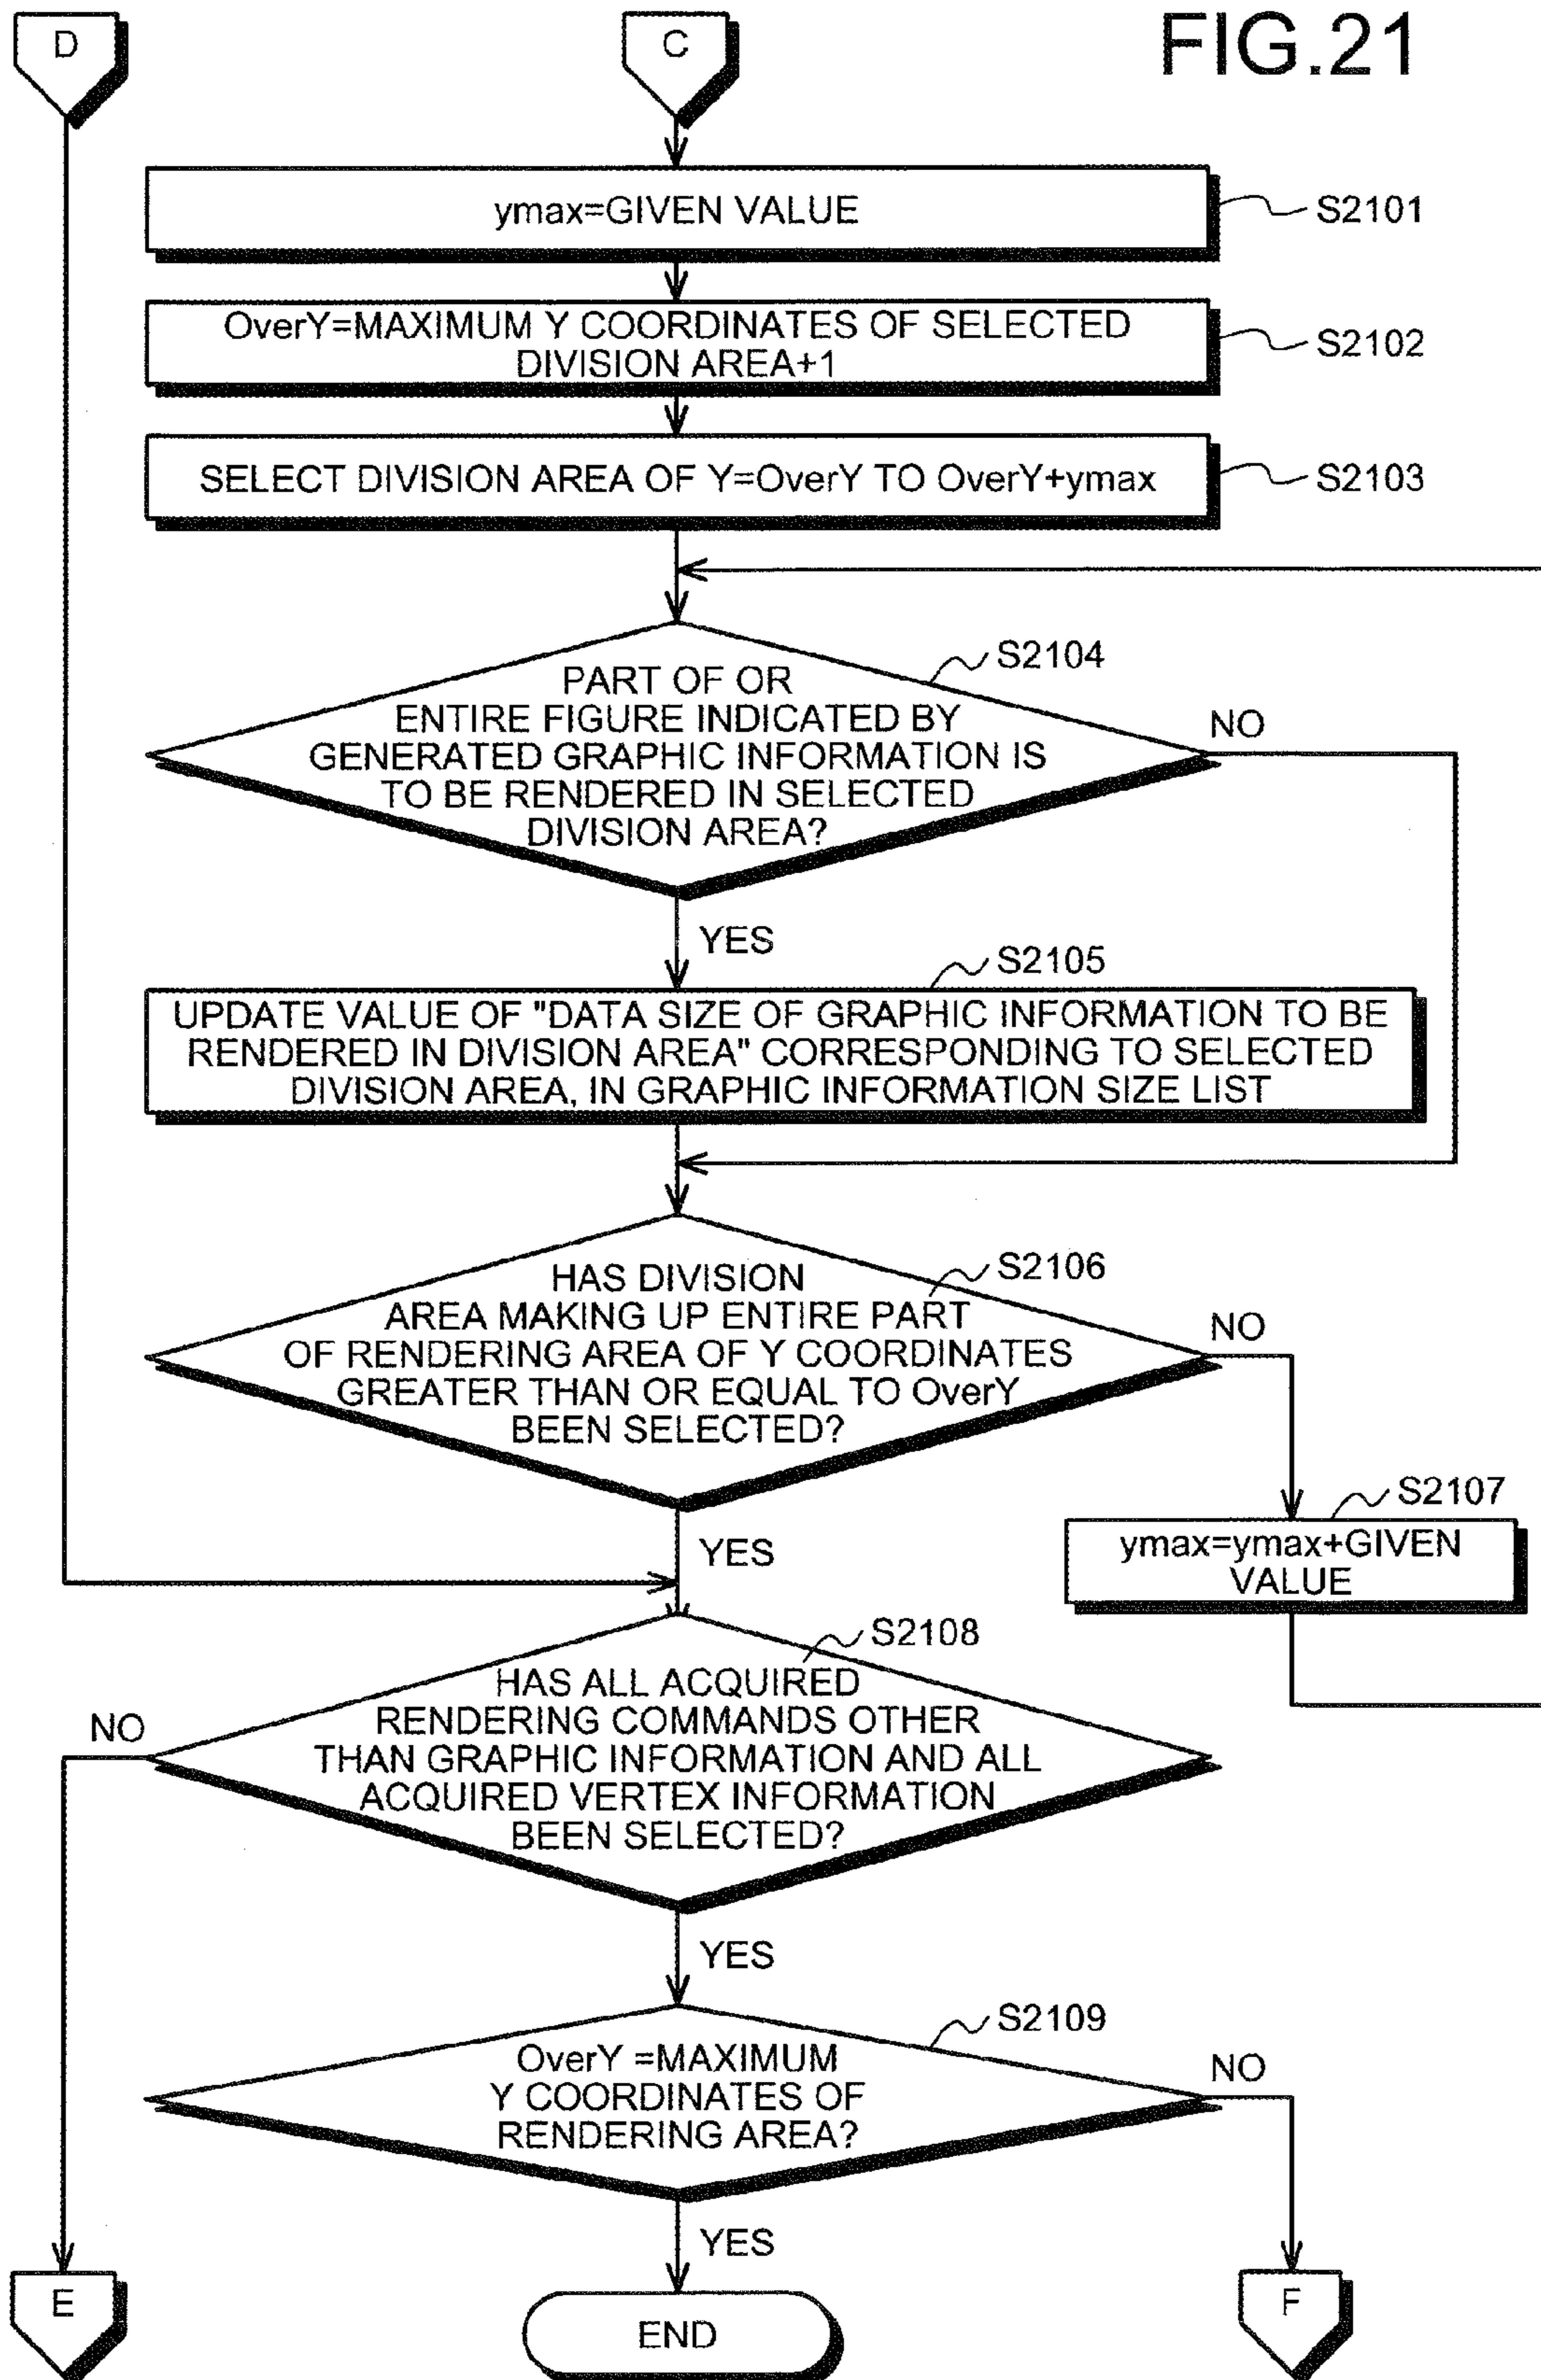 FIG.21
D
C
ymax=GIVEN VALUE
S2101
OverY=MAXIMUM Y COORDINATES OF SELECTED
DIVISION AREA+1
S2102
SELECT DIVISION AREA OF Y=OverY TO OverY+ymax
S2103
S2104
PART OF OR
ENTIRE FIGURE INDICATED BY
GENERATED GRAPHIC INFORMATION IS
TO BE RENDERED IN SELECTED
DIVISION AREA?
NO
YES
S2105
UPDATE VALUE OF "DATA SIZE OF GRAPHIC INFORMATION TO BE
RENDERED IN DIVISION AREA" CORRESPONDING TO SELECTED
DIVISION AREA, IN GRAPHIC INFORMATION SIZE LIST
S2106
HAS DIVISION
AREA MAKING UP ENTIRE PART
OF RENDERING AREA OF Y COORDINATES
GREATER THAN OR EQUAL TO OverY
BEEN SELECTED?
NO
YES
S2107
ymax=ymax+GIVEN
VALUE
S2108
HAS ALL ACQUIRED
RENDERING COMMANDS OTHER
THAN GRAPHIC INFORMATION AND ALL
ACQUIRED VERTEX INFORMATION
BEEN SELECTED?
NO
YES
S2109
OverY =MAXIMUM
Y COORDINATES OF
RENDERING AREA?
NO
YES
E
END
F